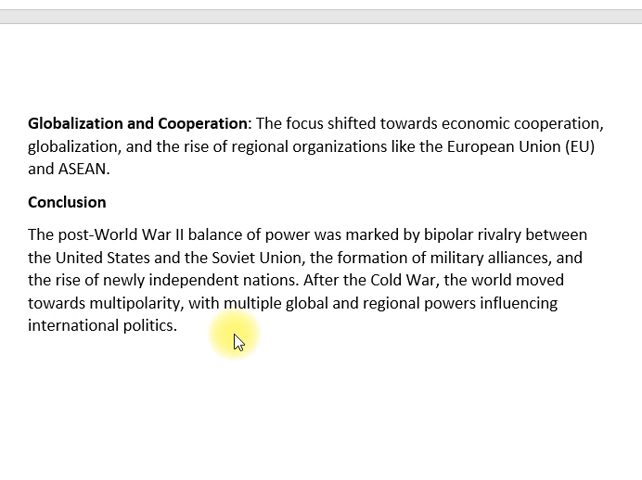 Globalization and Cooperation: The focus shifted towards economic cooperation,
globalization, and the rise of regional organizations like the European Union (EU)
and ASEAN.
Conclusion
The post-World War II balance of power was marked by bipolar rivalry between
the United States and the Soviet Union, the formation of military alliances, and
the rise of newly independent nations. After the Cold War, the world moved
towards multipolarity, with multiple global and regional powers influencing
international politics.